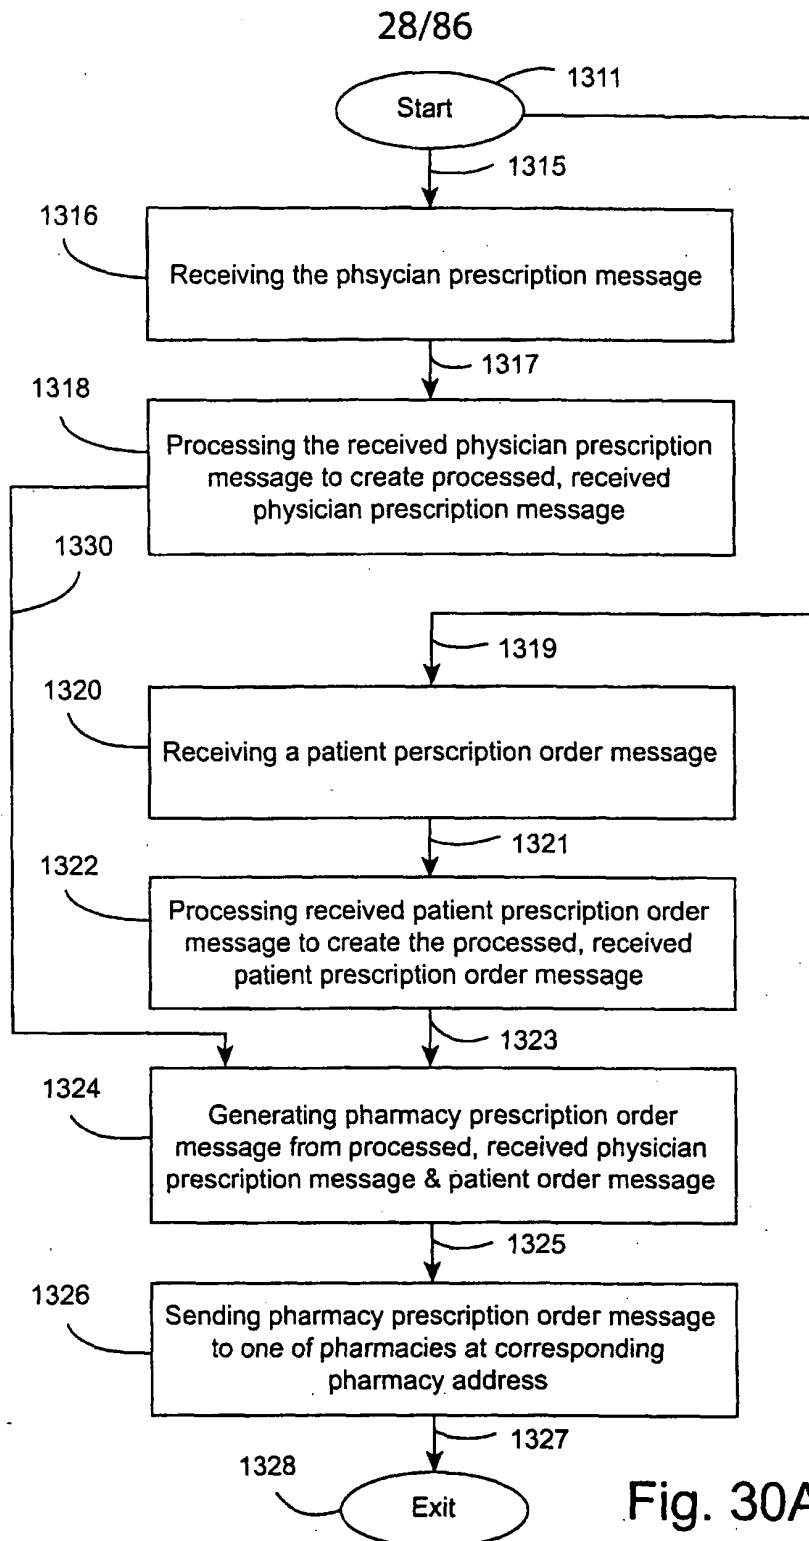 28/86
1311
Start
1315
1316
Receiving the phsycian prescription message
1317
1318
Processing the received physician prescription
message to create processed, received
physician prescription message
1330
1319
1320
Receiving a patient perscription order message
1321
1322
Processing received patient prescription order
message to create the processed, received
patient prescription order message
1323
1324
Generating pharmacy prescription order
message from processed, received physician
prescription message & patient order message
1325
1326
Sending pharmacy prescription order message
to one of pharmacies at corresponding
pharmacy address
1327
1328
Exit
Fig. 30A